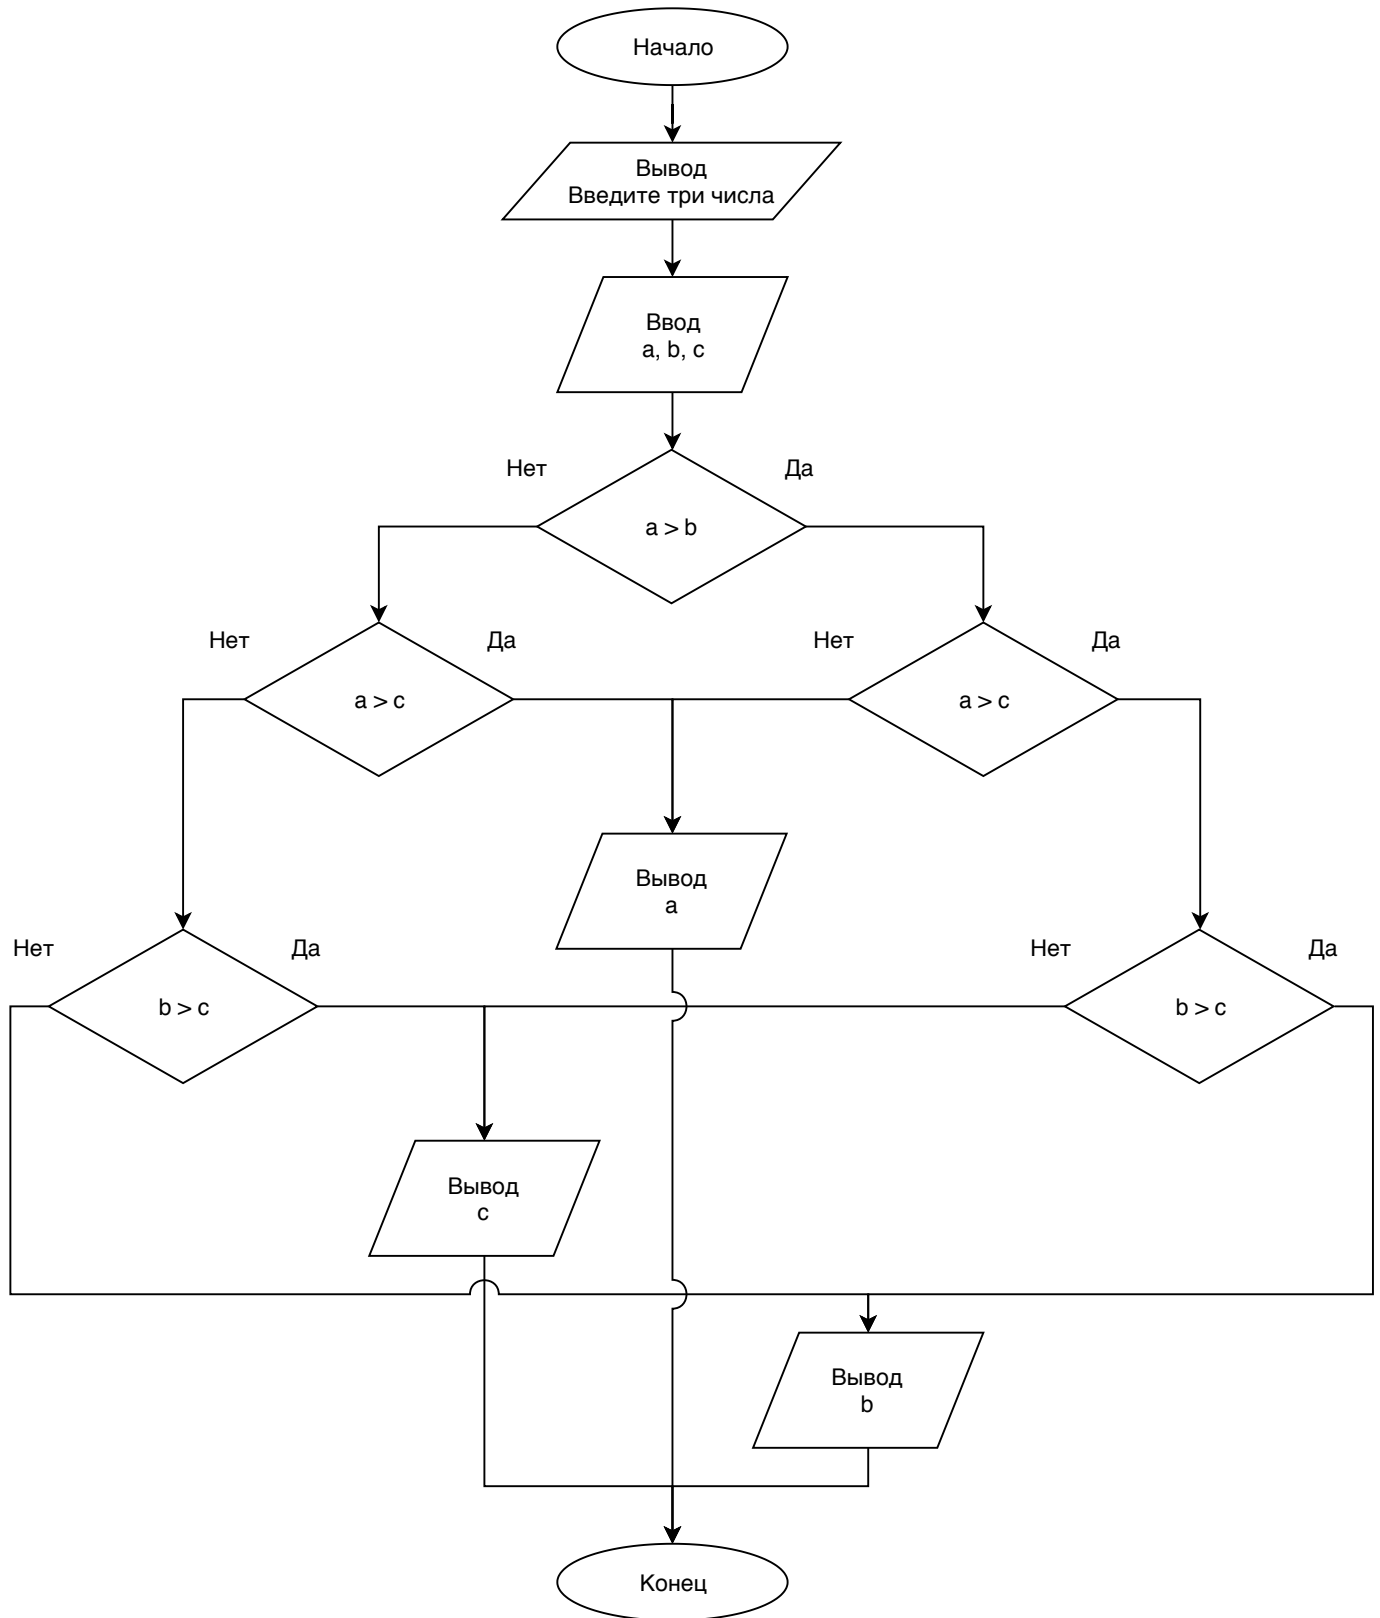 Начало
Вывод
Введите три числа
Ввод
a, b, c
Нет
Да
a > b
Нет
Да
Нет
Да
a > c
a > c
Вывод
a
Нет
Да
Нет
Да
b > c
b > c
Вывод
c
Вывод
b
Конец